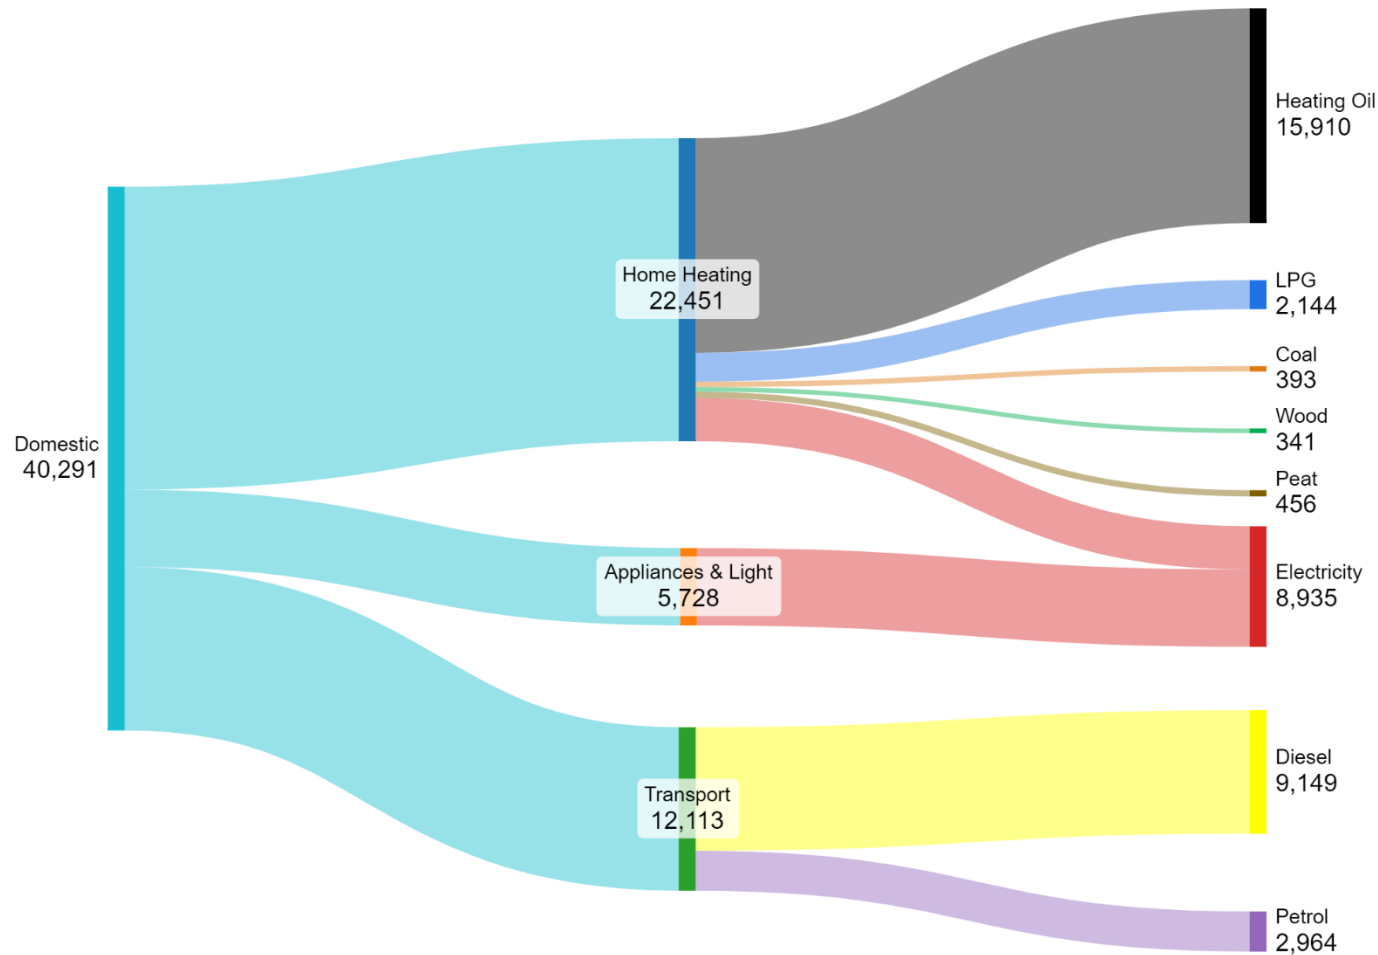 Domestic
40,291
Home Heating
22,451
Appliances & Light
5,728
Transport
12,113
Heating Oil
15,910
LPG
2,144
Coal
393
Wood
341
Peat
456
Electricity
8,935
Diesel
9,149
Petrol
2,964